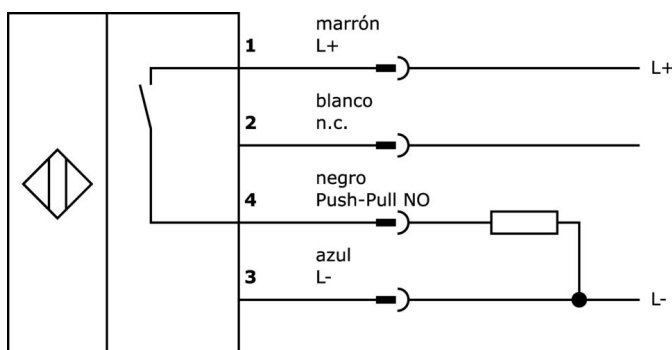 marrón
1 L+
L+
blanco
2 n.c.
negro
4 Push-Pull NO
azul
3 L-
L-